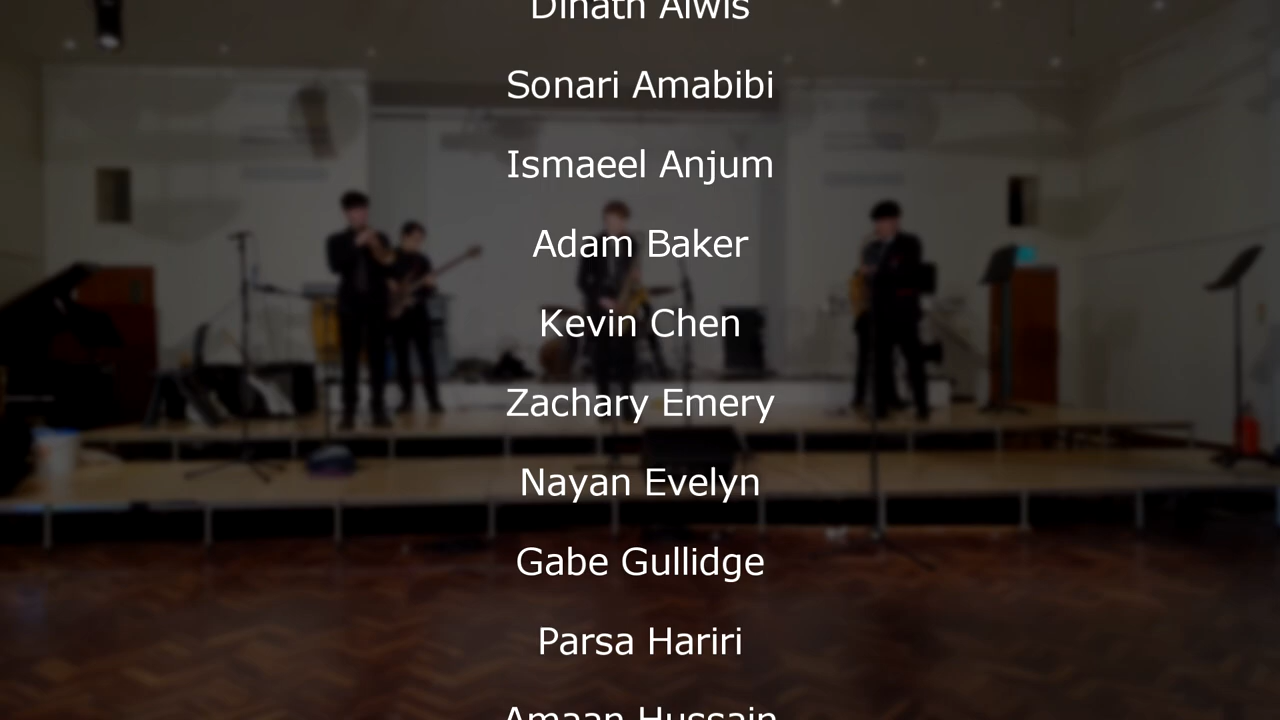 Dinath Alwis
Sonari Amabibi
Ismaeel Anjum
Adam Baker
Kevin Chen
Zachary Emery
Nayan Evelyn
Gabe Gullidge
Parsa Hariri
Amaan Hussain